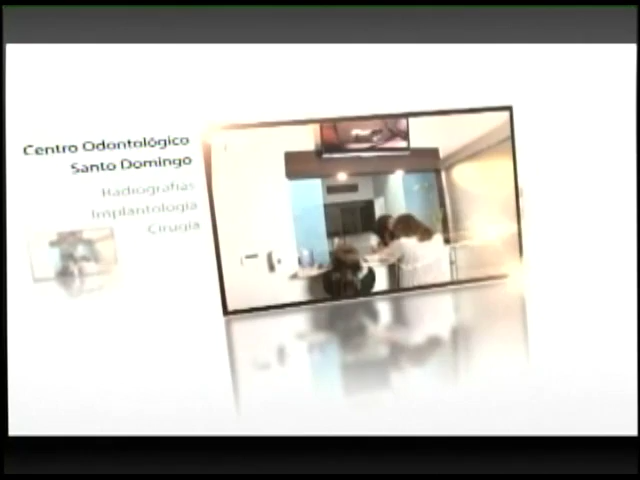 Centro Odontológico
Santo Domingo
Radiografías
Implantología
Cirugía